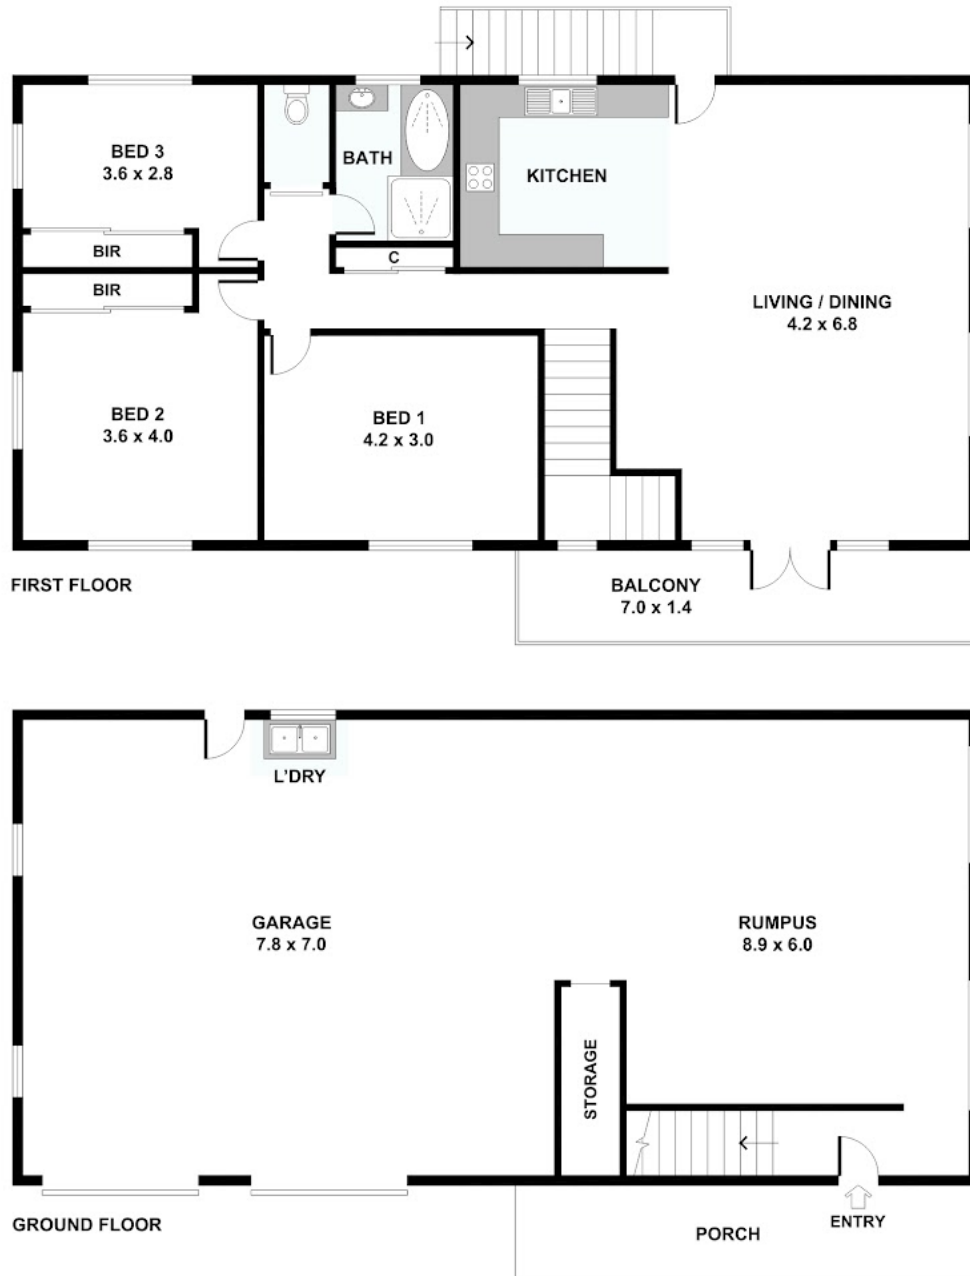 BED 3
3.6 x 2.8
BATH
KITCHEN
BIR
C
BIR
LIVING / DINING
4.2 x 6.8
BED 2
3.6 x 4.0
BED 1
4.2 x 3.0
FIRST FLOOR
BALCONY
7.0 x 1.4
L'DRY
GARAGE
7.8 x 7.0
RUMPUS
8.9 x 6.0
STORAGE
GROUND FLOOR
PORCH
ENTRY